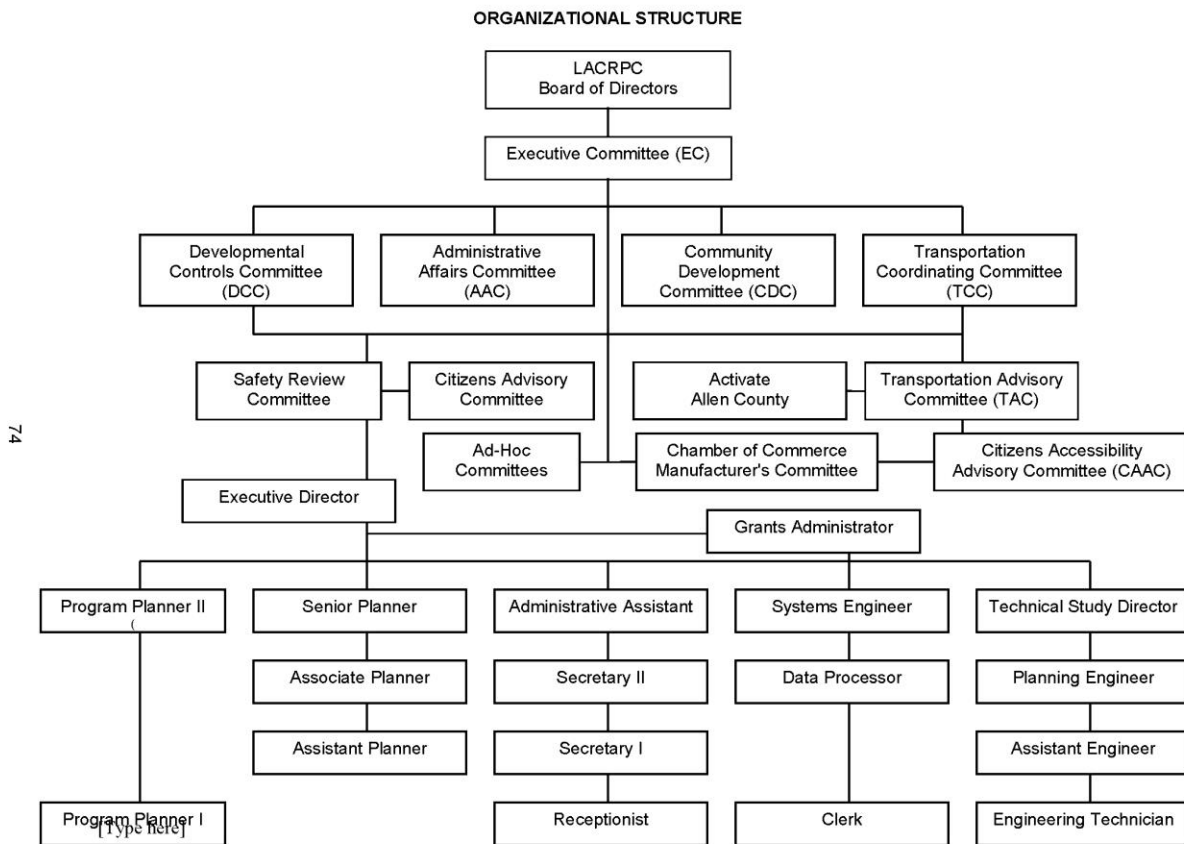 ORGANIZATIONAL STRUCTURE
LACRPC
Board of Directors
Executive Committee (EC)
Developmental
Controls Committee
(DCC)
Administrative
Affairs Committee
(AAC)
Community
Development
Committee (CDC)
Transportation
Coordinating Committee
(TCC)
Safety Review
Committee
Citizens Advisory
Committee
Activate
Allen County
Transportation Advisory
Committee (TAC)
Ad-Hoc
Committees
Chamber of Commerce
Manufacturer's Committee
Citizens Accessibility
Advisory Committee (CAAC)
74
Executive Director
Grants Administrator
Program Planner II
(
Senior Planner
Administrative Assistant
Systems Engineer
Technical Study Director
Associate Planner
Secretary II
Data Processor
Planning Engineer
Assistant Planner
Secretary I
Assistant Engineer
Program Planner I
[Type here]
Receptionist
Clerk
Engineering Technician